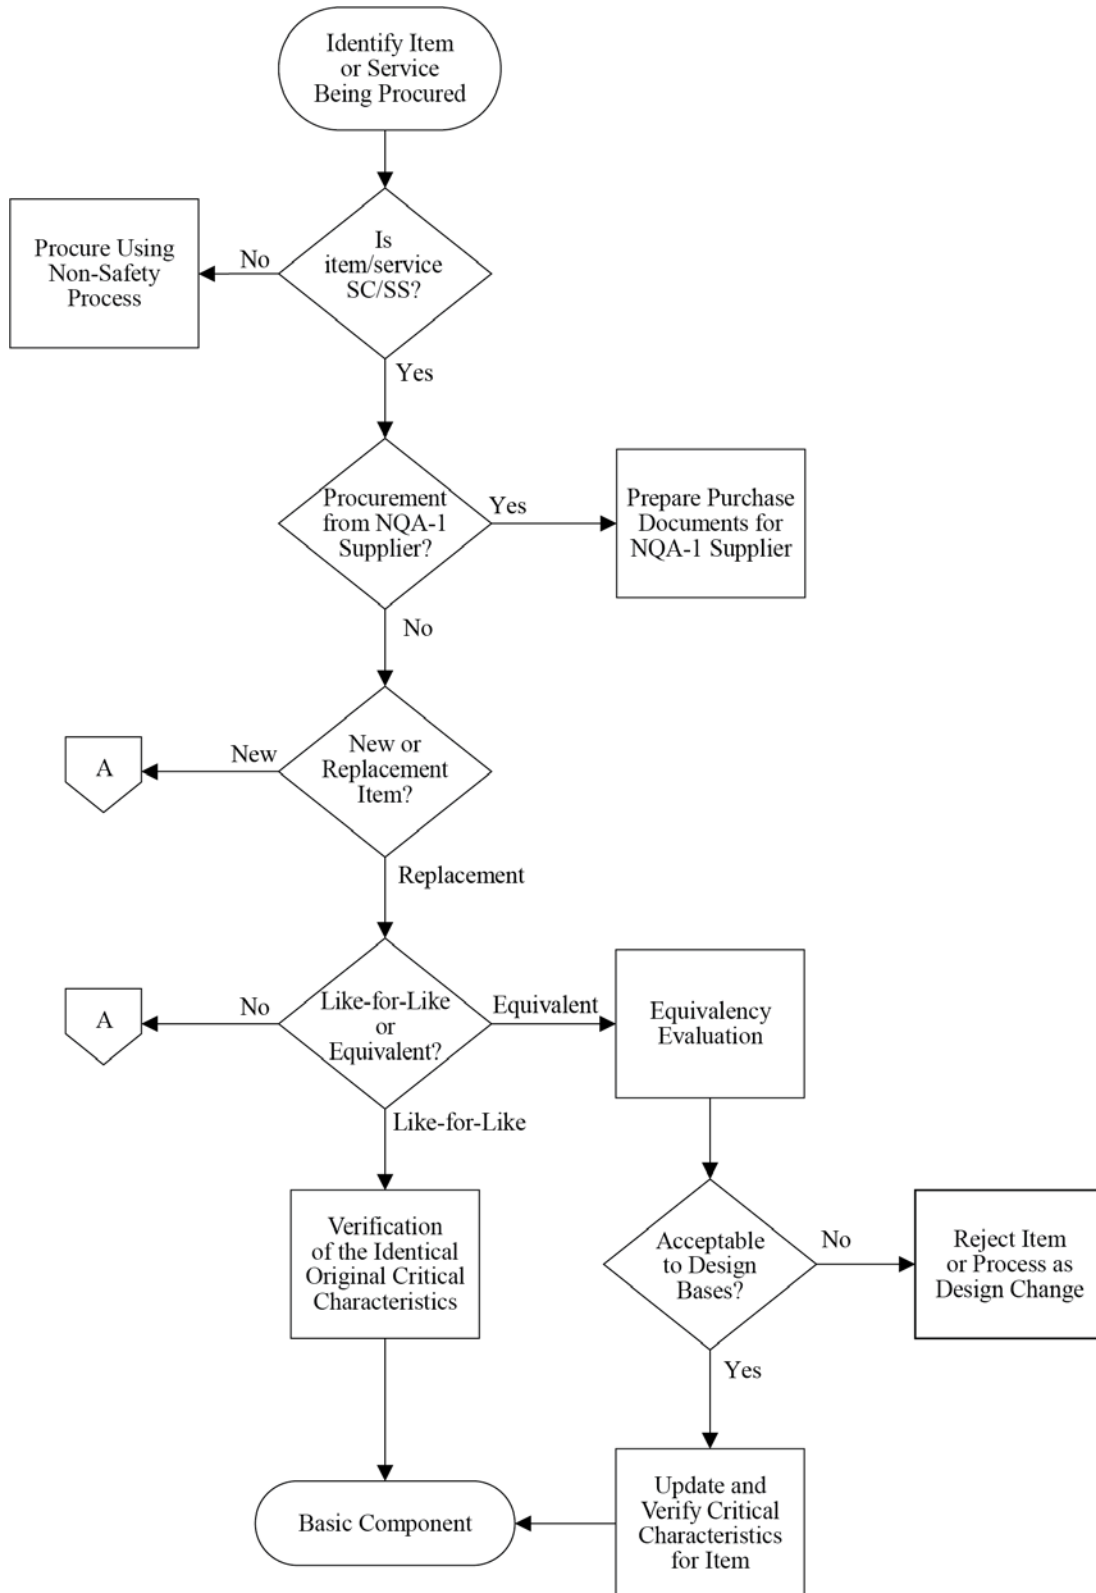 Identify Item
or Service
Being Procured
Procure Using
Non-Safety
Process
No
Is
item/service
SC/SS?
Yes
Procurement
from NQA-1
Supplier?
Yes
Prepare Purchase
Documents for
NQA-1 Supplier
No
A
New
New or
Replacement
Item?
Replacement
A
No
Like-for-Like
or
Equivalent?
Equivalent
Equivalency
Evaluation
Like-for-Like
Verification
of the Identical
Original Critical
Characteristics
Acceptable
to Design
Bases?
No
Reject Item
or Process as
Design Change
Yes
Basic Component
Update and
Verify Critical
Characteristics
for Item